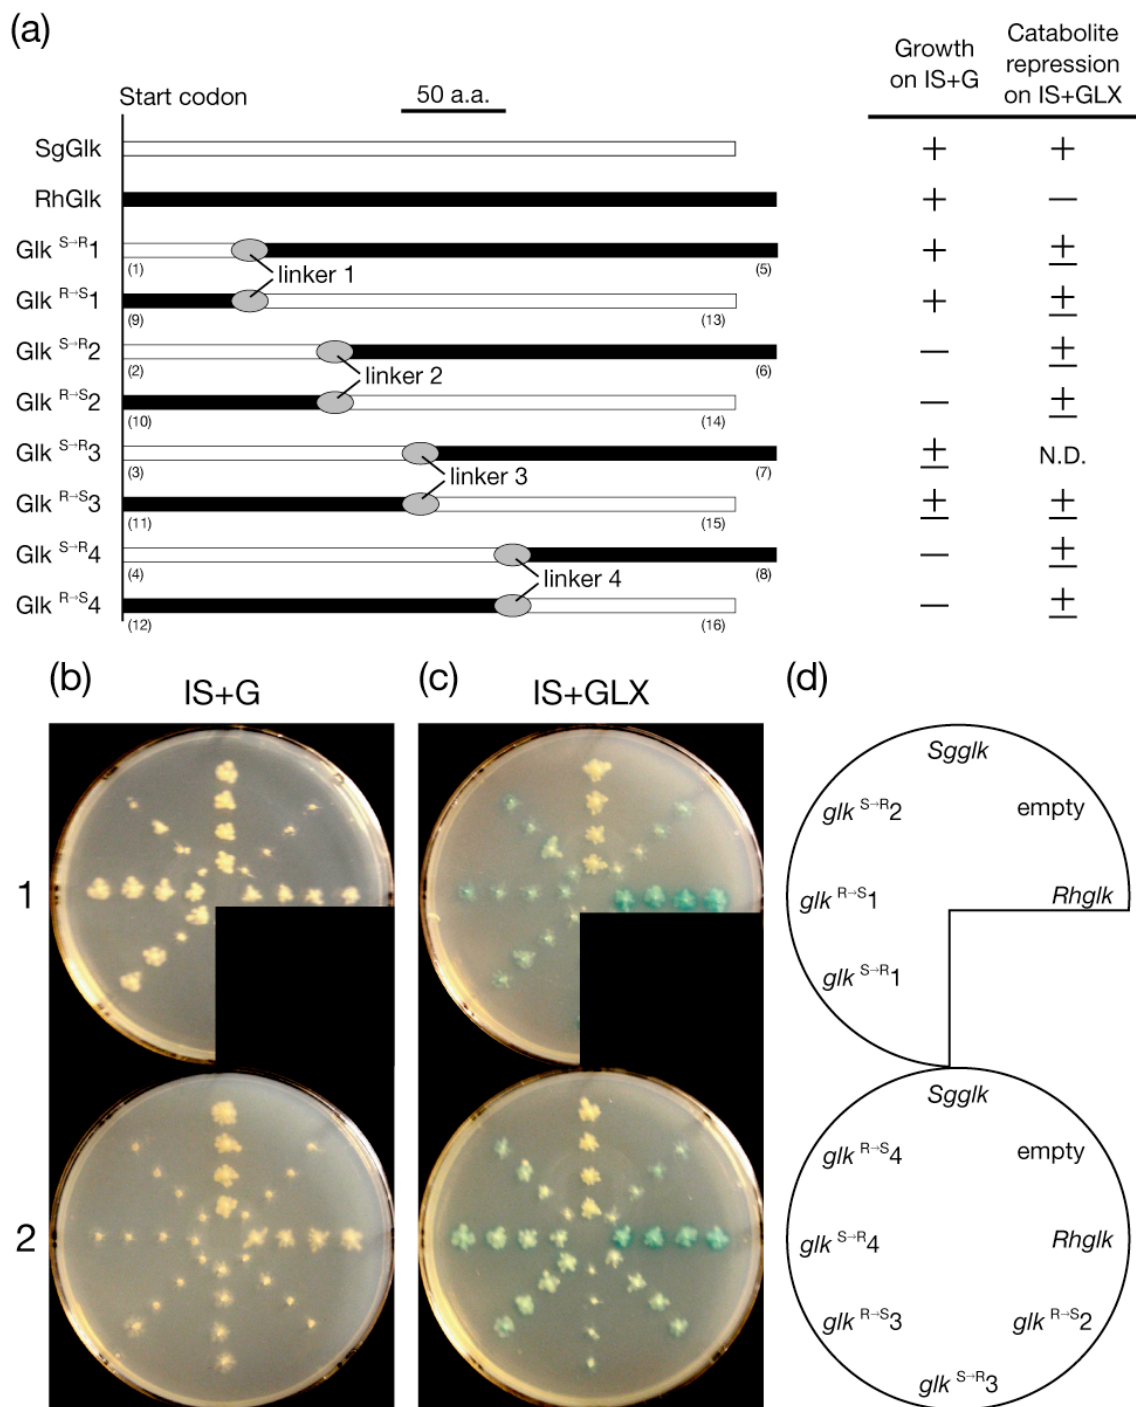 (a)
Growth on IS+G
Catabolite repression on IS+GLX
Start codon
50 a.a.
SgGlk + +
RhGlk + —
Glk S→R1 + ±
(1) (5)
linker 1
Glk R→S1 + ±
(9) (13)
Glk S→R2 — ±
(2) (6)
linker 2
Glk R→S2 — ±
(10) (14)
Glk S→R3 ± N.D.
(3) (7)
linker 3
Glk R→S3 ± ±
(11) (15)
Glk S→R4 — ±
(4) (8)
linker 4
Glk R→S4 — ±
(12) (16)
(b) (c) (d)
IS+G IS+GLX
1
Sgglk
glk S→R2 empty
glk R→S1 Rhglk
glk S→R1
2
Sgglk
glk R→S4 empty
glk S→R4 Rhglk
glk R→S3 glk R→S2
glk S→R3